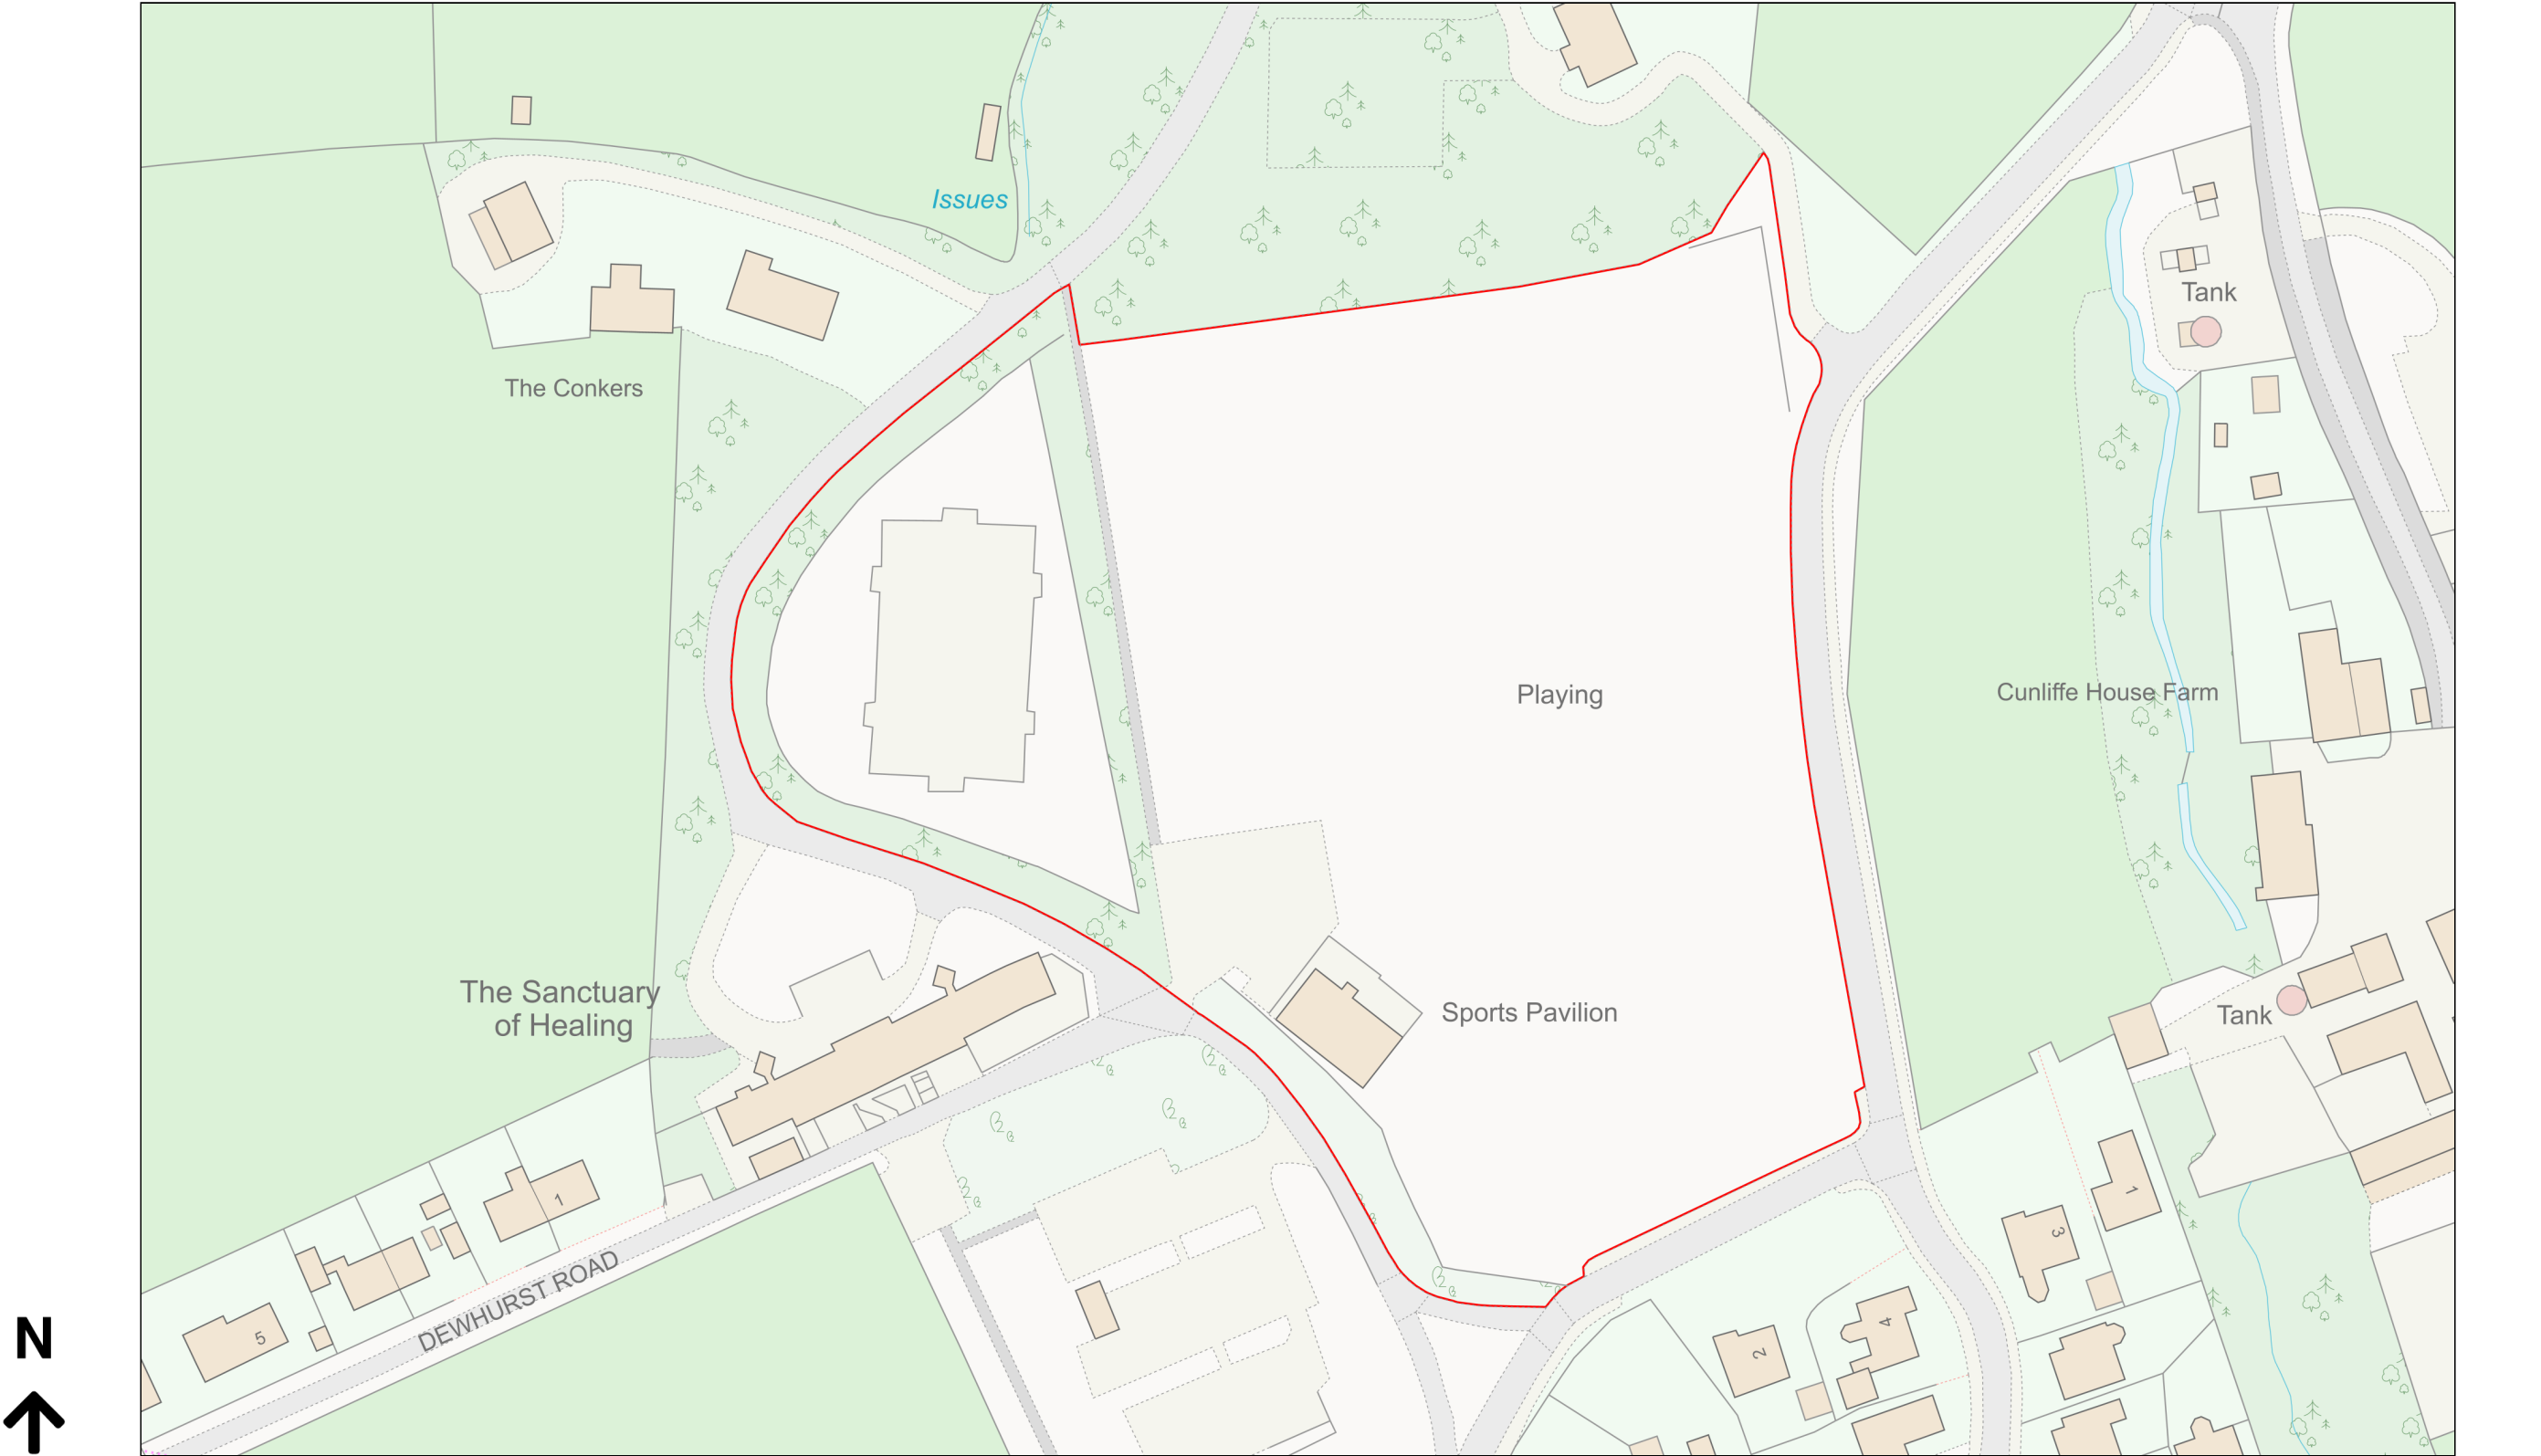 Issues
Tank
The Conkers
Playing
Cunliffe House Farm
The Sanctuary
of Healing
Sports Pavilion
Tank
1
1
3
5
DEWHURST ROAD
2
4
N